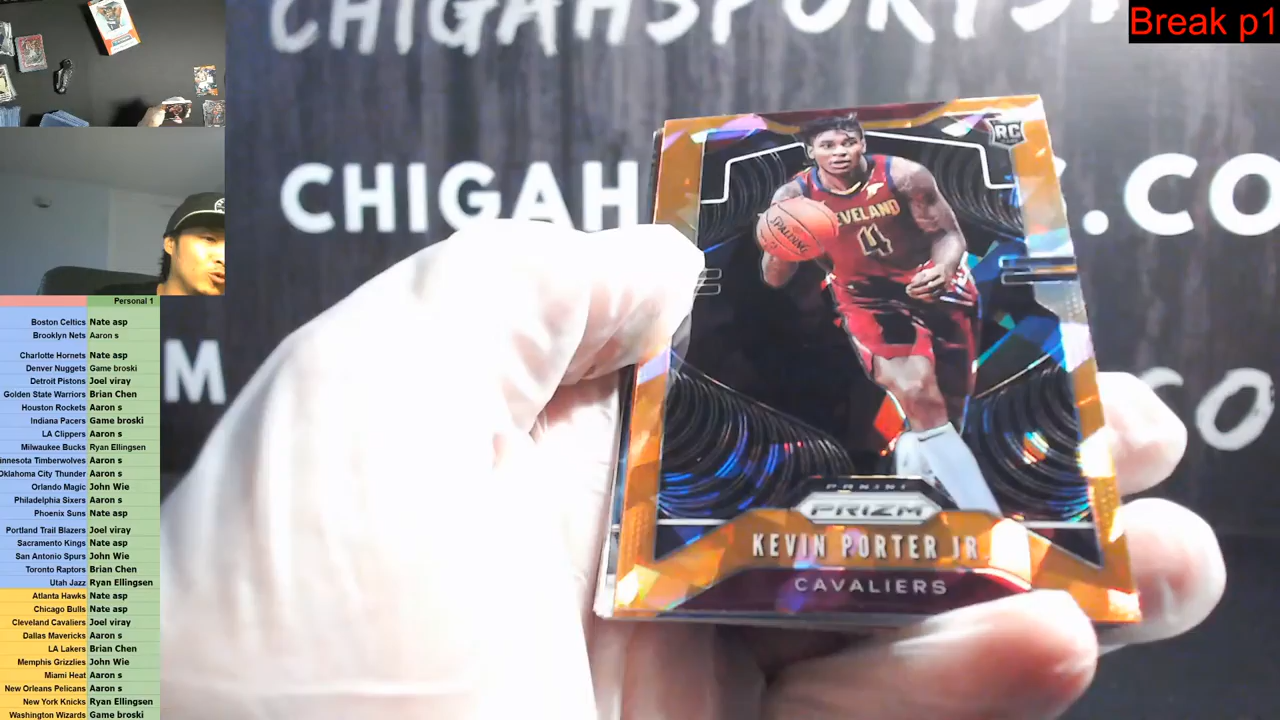 CHIGAHSPORTS
Break p1
CHIGAH
.CO
M
CO
RC
SPALDING
EVELAND
4
PANINI
PRIZM
KEVIN PORTER JR
CAVALIERS
Personal 1
Boston Celtics Nate asp
Brooklyn Nets Aaron s
Charlotte Hornets Nate asp
Denver Nuggets Game broski
Detroit Pistons Joel viray
Golden State Warriors Brian Chen
Houston Rockets Aaron s
Indiana Pacers Game broski
LA Clippers Aaron s
Milwaukee Bucks Ryan Ellingsen
innesota Timberwolves Aaron s
Oklahoma City Thunder Aaron s
Orlando Magic John Wie
Philadelphia Sixers Aaron s
Phoenix Suns Nate asp
Portland Trail Blazers Joel viray
Sacramento Kings Nate asp
San Antonio Spurs John Wie
Toronto Raptors Brian Chen
Utah Jazz Ryan Ellingsen
Atlanta Hawks Nate asp
Chicago Bulls Nate asp
Cleveland Cavaliers Joel viray
Dallas Mavericks Aaron s
LA Lakers Brian Chen
Memphis Grizzlies John Wie
Miami Heat Aaron s
New Orleans Pelicans Aaron s
New York Knicks Ryan Ellingsen
Washington Wizards Game broski